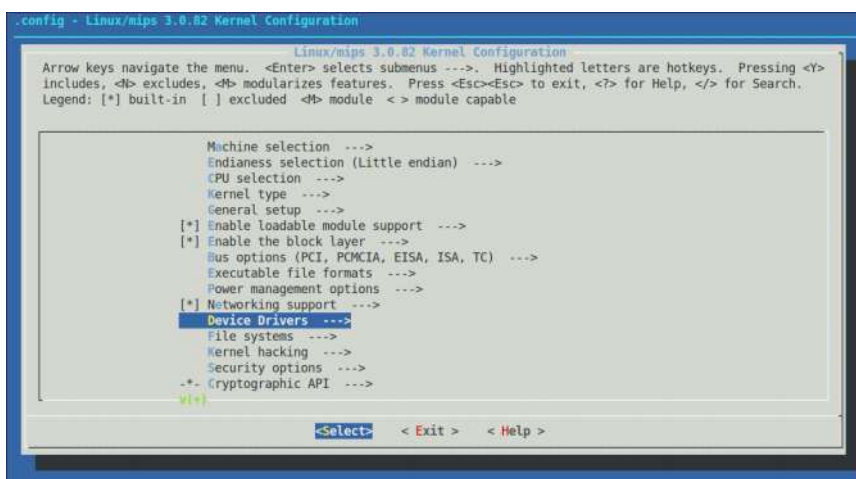 .config - Linux/mips 3.0.82 Kernel Configuration
Linux/mips 3.0.82 Kernel Configuration
Arrow keys navigate the menu.  <Enter> selects submenus --->.  Highlighted letters are hotkeys.  Pressing <Y>
includes, <N> excludes, <M> modularizes features.  Press <Esc><Esc> to exit, <?> for Help, </> for Search.
Legend: [*] built-in  [ ] excluded  <M> module  < > module capable
Machine selection  --->
Endianess selection (Little endian)  --->
CPU selection  --->
Kernel type  --->
General setup  --->
[*] Enable loadable module support  --->
[*] Enable the block layer  --->
Bus options (PCI, PCMCIA, EISA, ISA, TC)  --->
Executable file formats  --->
Power management options  --->
[*] Networking support  --->
Device Drivers  --->
File systems  --->
Kernel hacking  --->
Security options  --->
-*- Cryptographic API  --->
v(+)
<Select>    < Exit >    < Help >